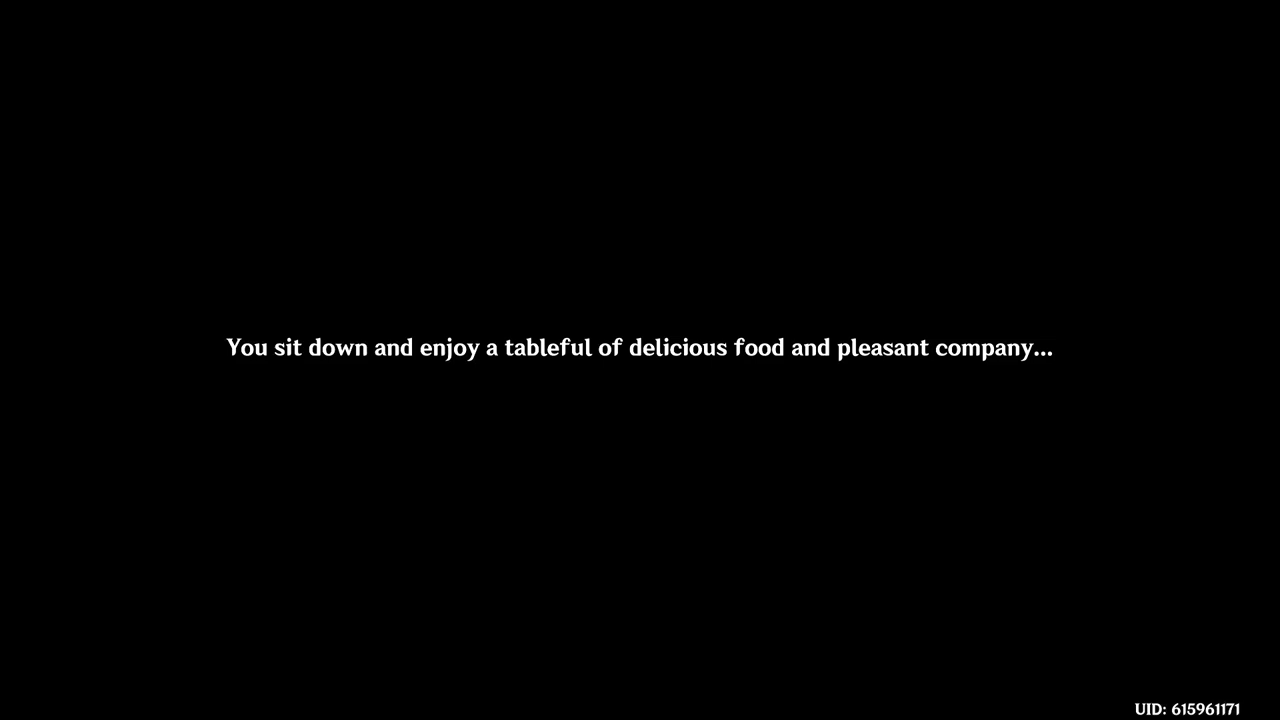 You sit down and enjoy a tableful of delicious food and pleasant company...
UID: 615961171